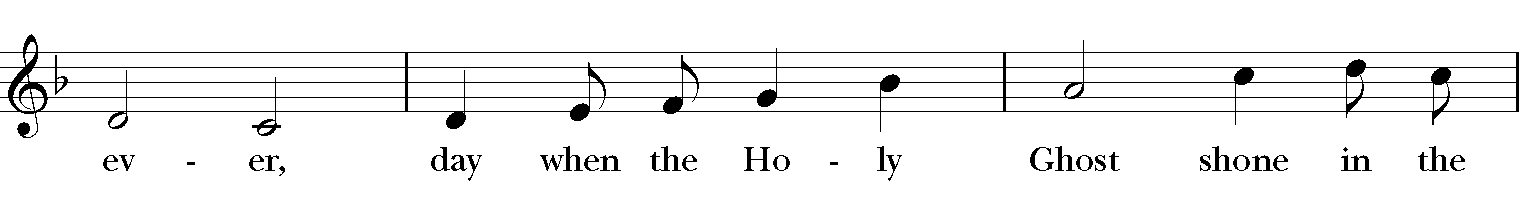 ev - er, day when the Ho - ly Ghost shone in the